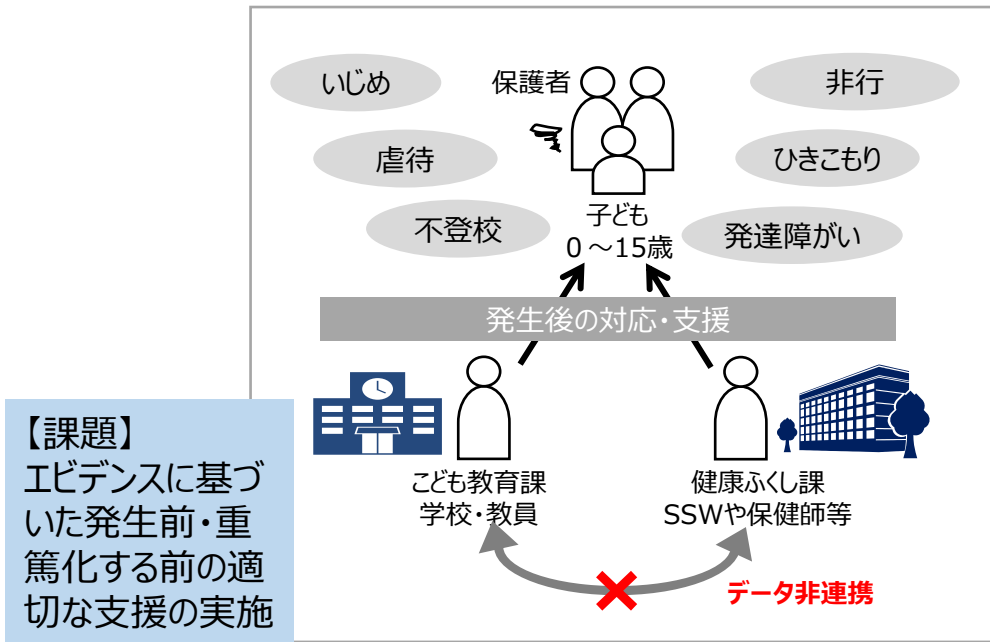 いじめ
保護者
非行
虐待
ひきこもり
不登校
子ども
0~15歳
発達障がい
発生後の対応・支援
【課題】
エビデンスに基づ
いた発生前・重
篤化する前の適
切な支援の実施
こども教育課
学校・教員
健康ふくし課
SSWや保健師等
データ非連携